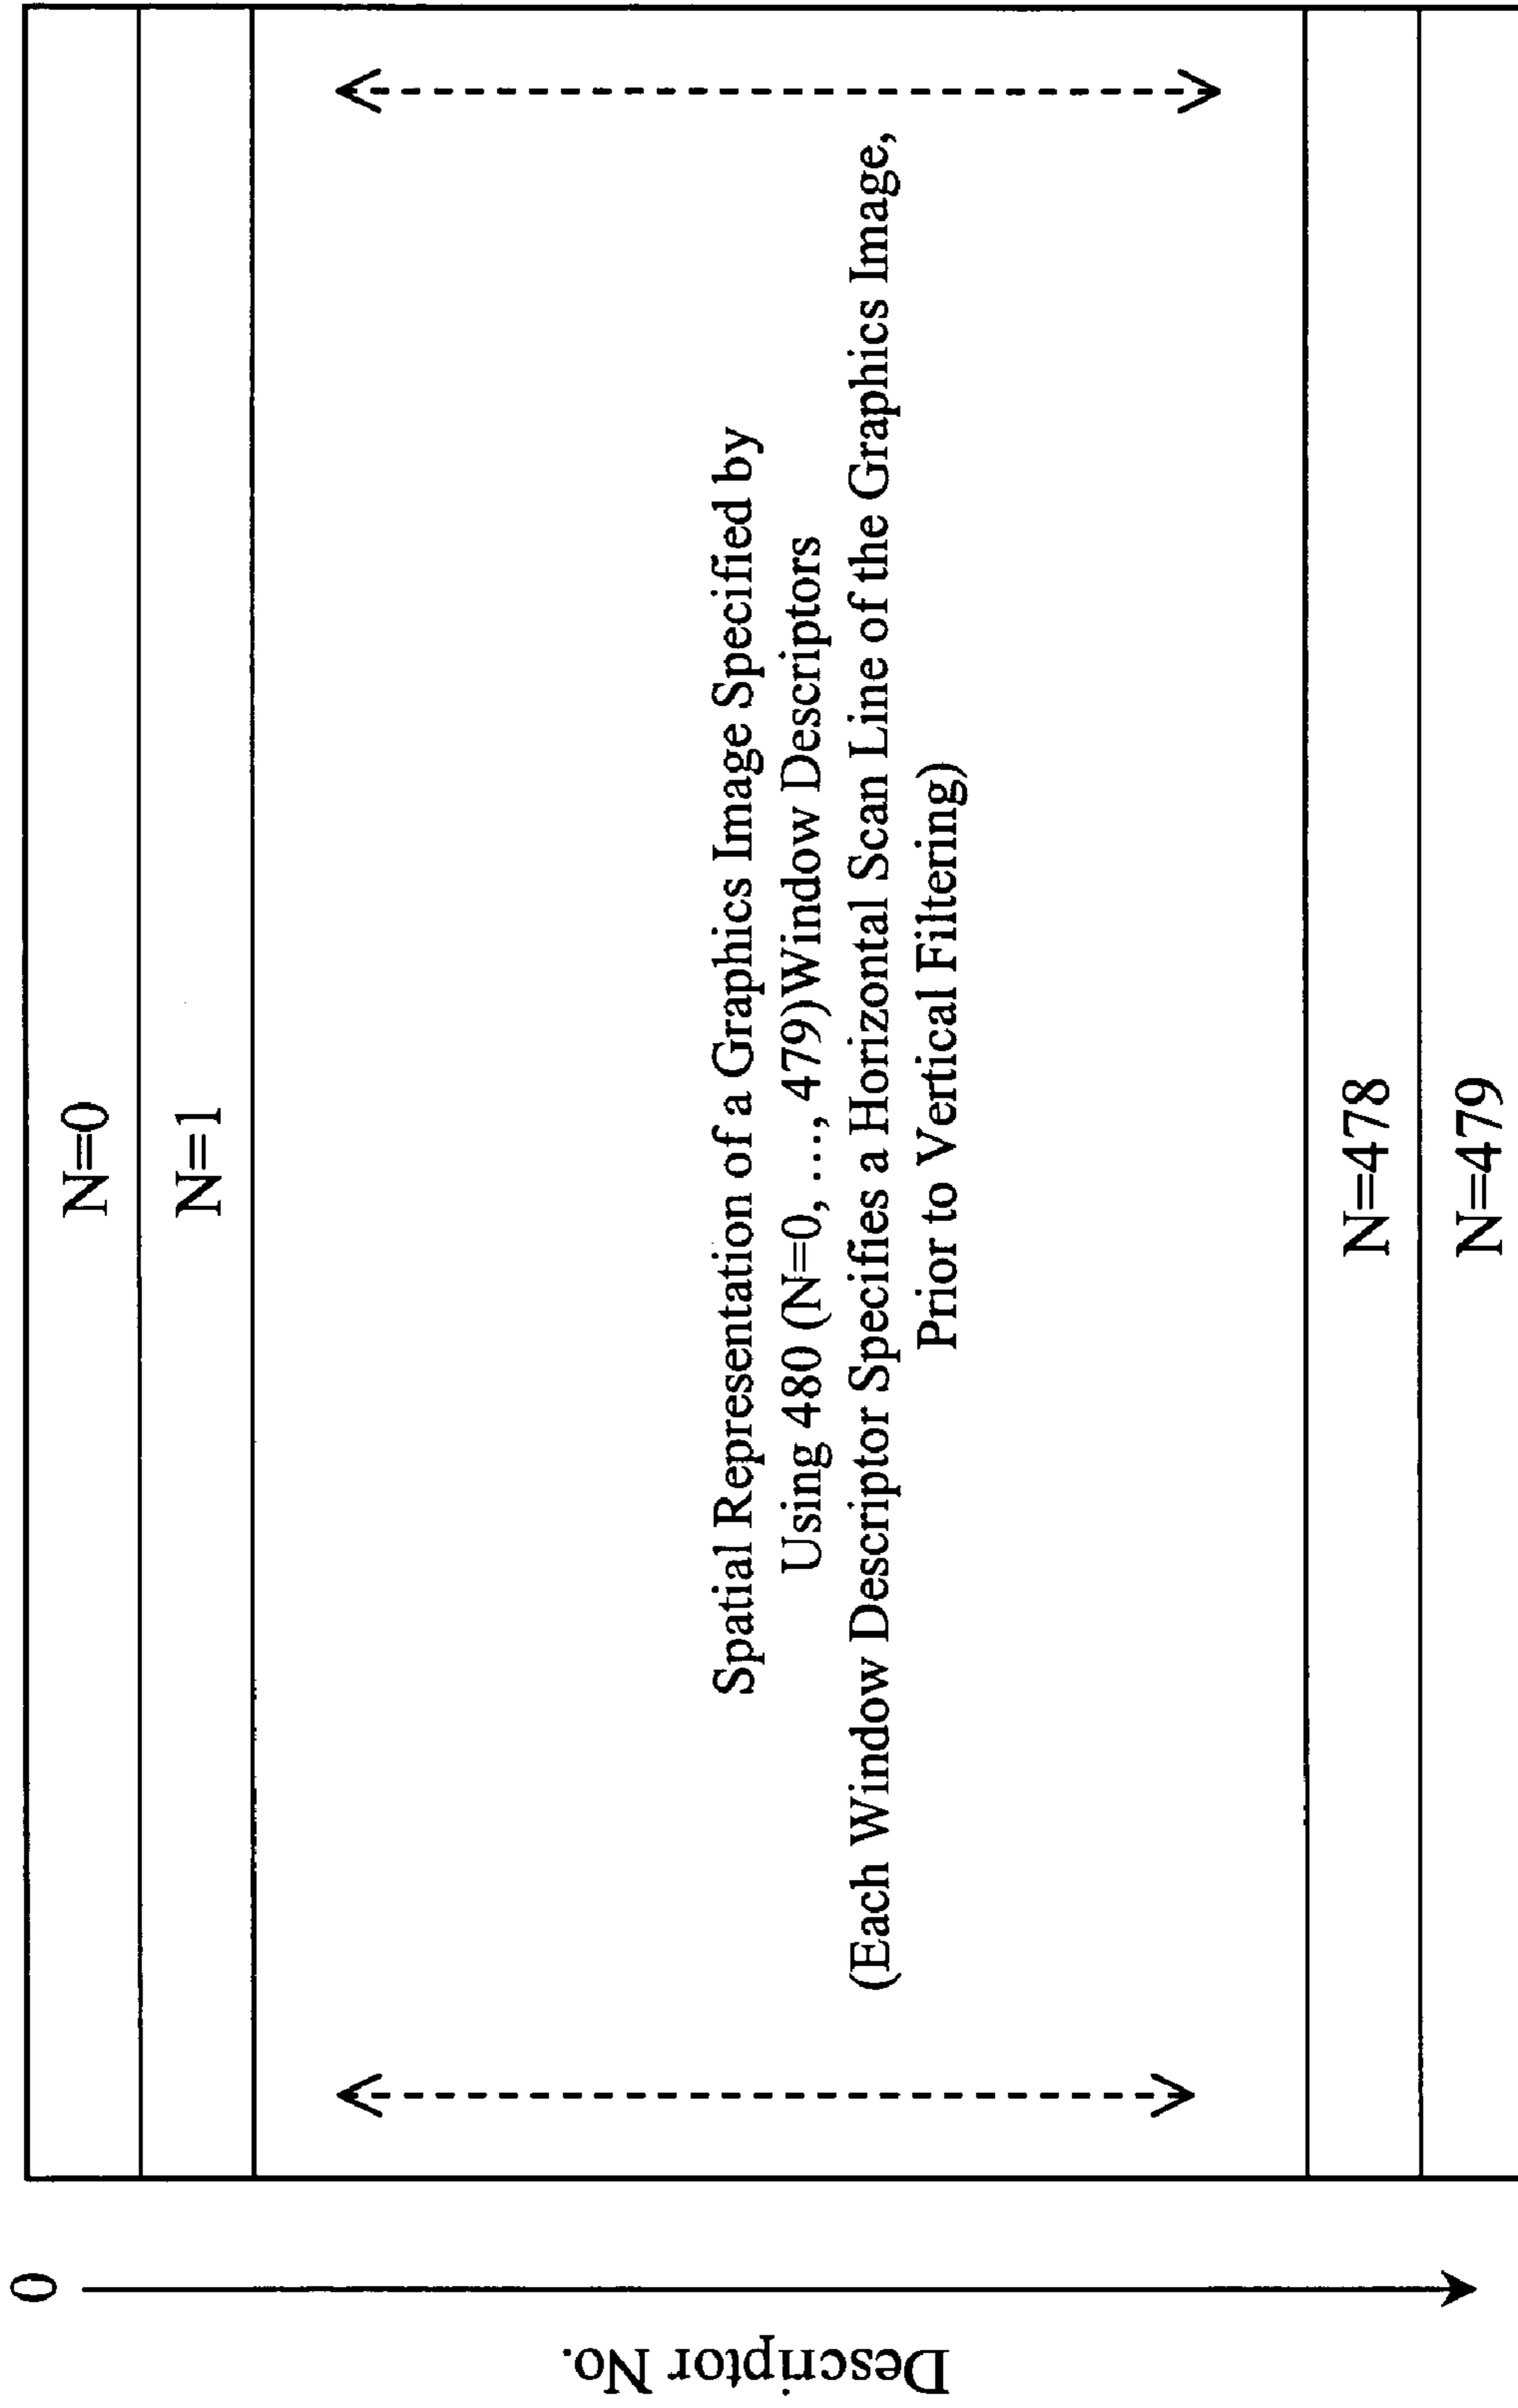 0
Descriptor No.
N=0
N=1
Spatial Representation of a Graphics Image Specified by
Using 480 (N=0, ..., 479)Window Descriptors
(Each Window Descriptor Specifies a Horizontal Scan Line of the Graphics Image,
Prior to Vertical Filtering)
N=478
N=479